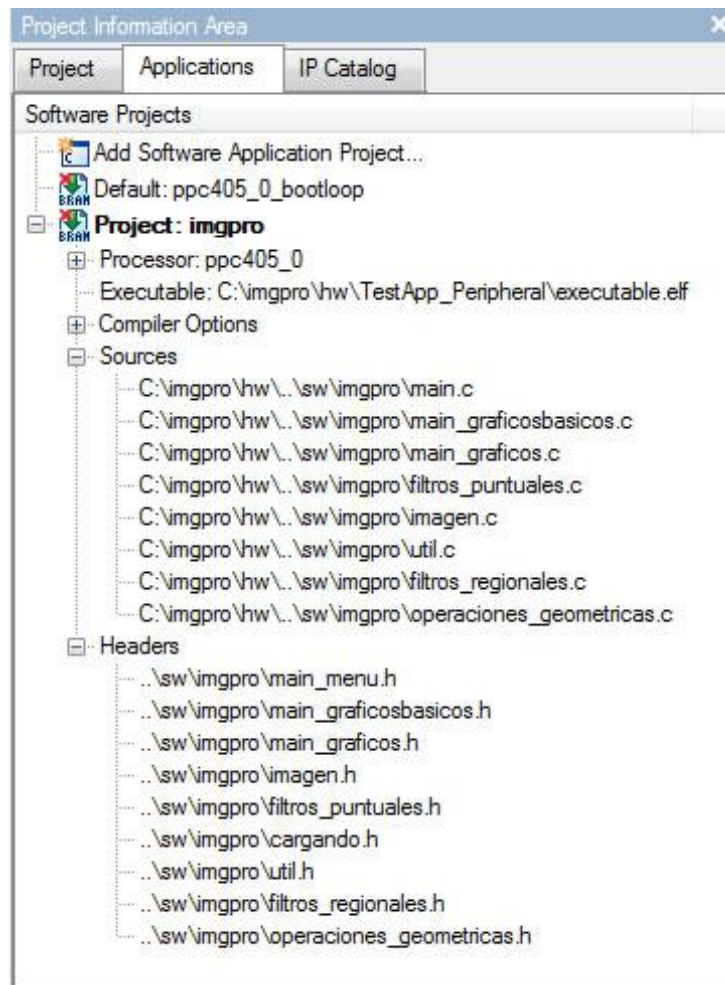 Project Information Area
Project Applications IP Catalog
Software Projects
Add Software Application Project...
Default: ppc405_0_bootloop
Project: imgpro
Processor: ppc405_0
Executable: C:\imgpro\hw\TestApp_Peripheral\executable.elf
Compiler Options
Sources
C:\imgpro\hw\..\sw\imgpro\main.c
C:\imgpro\hw\..\sw\imgpro\main_graficosbasicos.c
C:\imgpro\hw\..\sw\imgpro\main_graficos.c
C:\imgpro\hw\..\sw\imgpro\filtros_puntuales.c
C:\imgpro\hw\..\sw\imgpro\imagen.c
C:\imgpro\hw\..\sw\imgpro\util.c
C:\imgpro\hw\..\sw\imgpro\filtros_regionales.c
C:\imgpro\hw\..\sw\imgpro\operaciones_geometricas.c
Headers
..\sw\imgpro\main_menu.h
..\sw\imgpro\main_graficosbasicos.h
..\sw\imgpro\main_graficos.h
..\sw\imgpro\imagen.h
..\sw\imgpro\filtros_puntuales.h
..\sw\imgpro\cargando.h
..\sw\imgpro\util.h
..\sw\imgpro\filtros_regionales.h
..\sw\imgpro\operaciones_geometricas.h